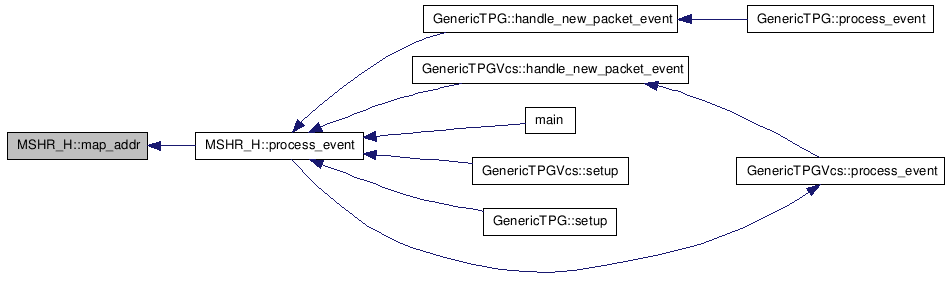 GenericTPG::handle_new_packet_event
GenericTPG::process_event
GenericTPGVcs::handle_new_packet_event
main
MSHR_H::map_addr
MSHR_H::process_event
GenericTPGVcs::setup
GenericTPGVcs::process_event
GenericTPG::setup